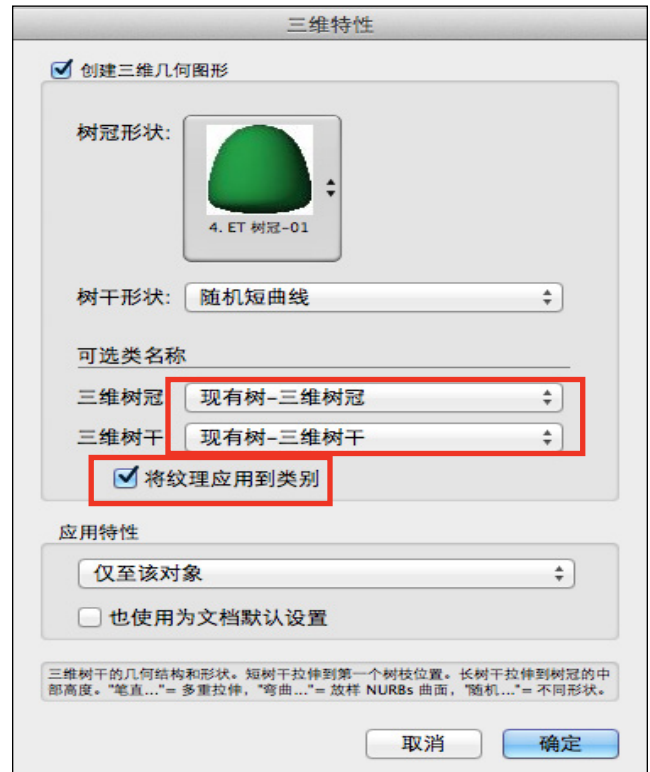 三维特性
创建三维几何图形
树冠形状:
4. ET 树冠-01
树干形状: 随机短曲线
可选类名称
三维树冠 现有树-三维树冠
三维树干 现有树-三维树干
将纹理应用到类别
应用特性
仅至该对象
也使用为文档默认设置
三维树干的几何结构和形状。短树干拉伸到第一个树枝位置。长树干拉伸到树冠的中
部高度。"笔直..."= 多重拉伸，"弯曲..."= 放样 NURBs 曲面，"随机..."= 不同形状。
取消 确定